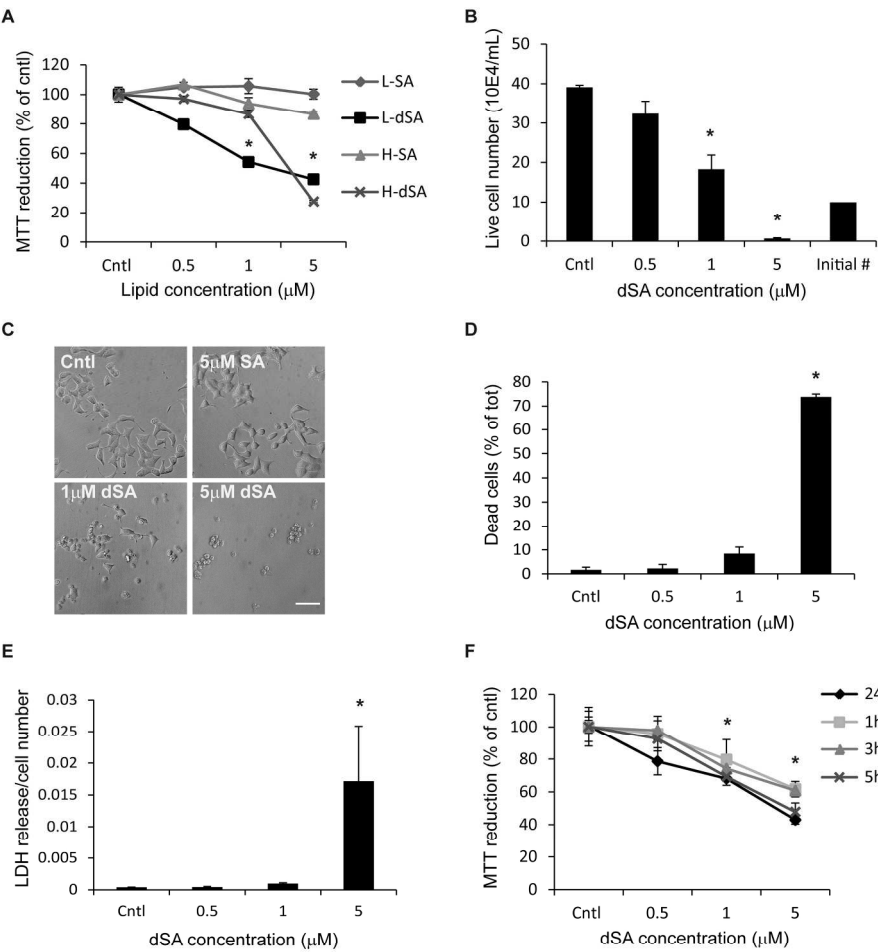 A
MTT reduction (% of cntl)
120
100
80
60
40
20
0
Cntl 0.5 1 5
Lipid concentration (μM)
L-SA
L-dSA
H-SA
H-dSA
*
*
B
Live cell number (10E4/mL)
50
40
30
20
10
0
Cntl 0.5 1 5 Initial #
dSA concentration (μM)
*
*
C
Cntl
5μM SA
1μM dSA
5μM dSA
D
Dead cells (% of tot)
80
70
60
50
40
30
20
10
0
Cntl 0.5 1 5
dSA concentration (μM)
*
E
LDH release/cell number
0.03
0.025
0.02
0.015
0.01
0.005
0
Cntl 0.5 1 5
dSA concentration (μM)
*
F
MTT reduction (% of cntl)
120
100
80
60
40
20
0
Cntl 0.5 1 5
dSA concentration (μM)
24
1h
3h
5h
*
*